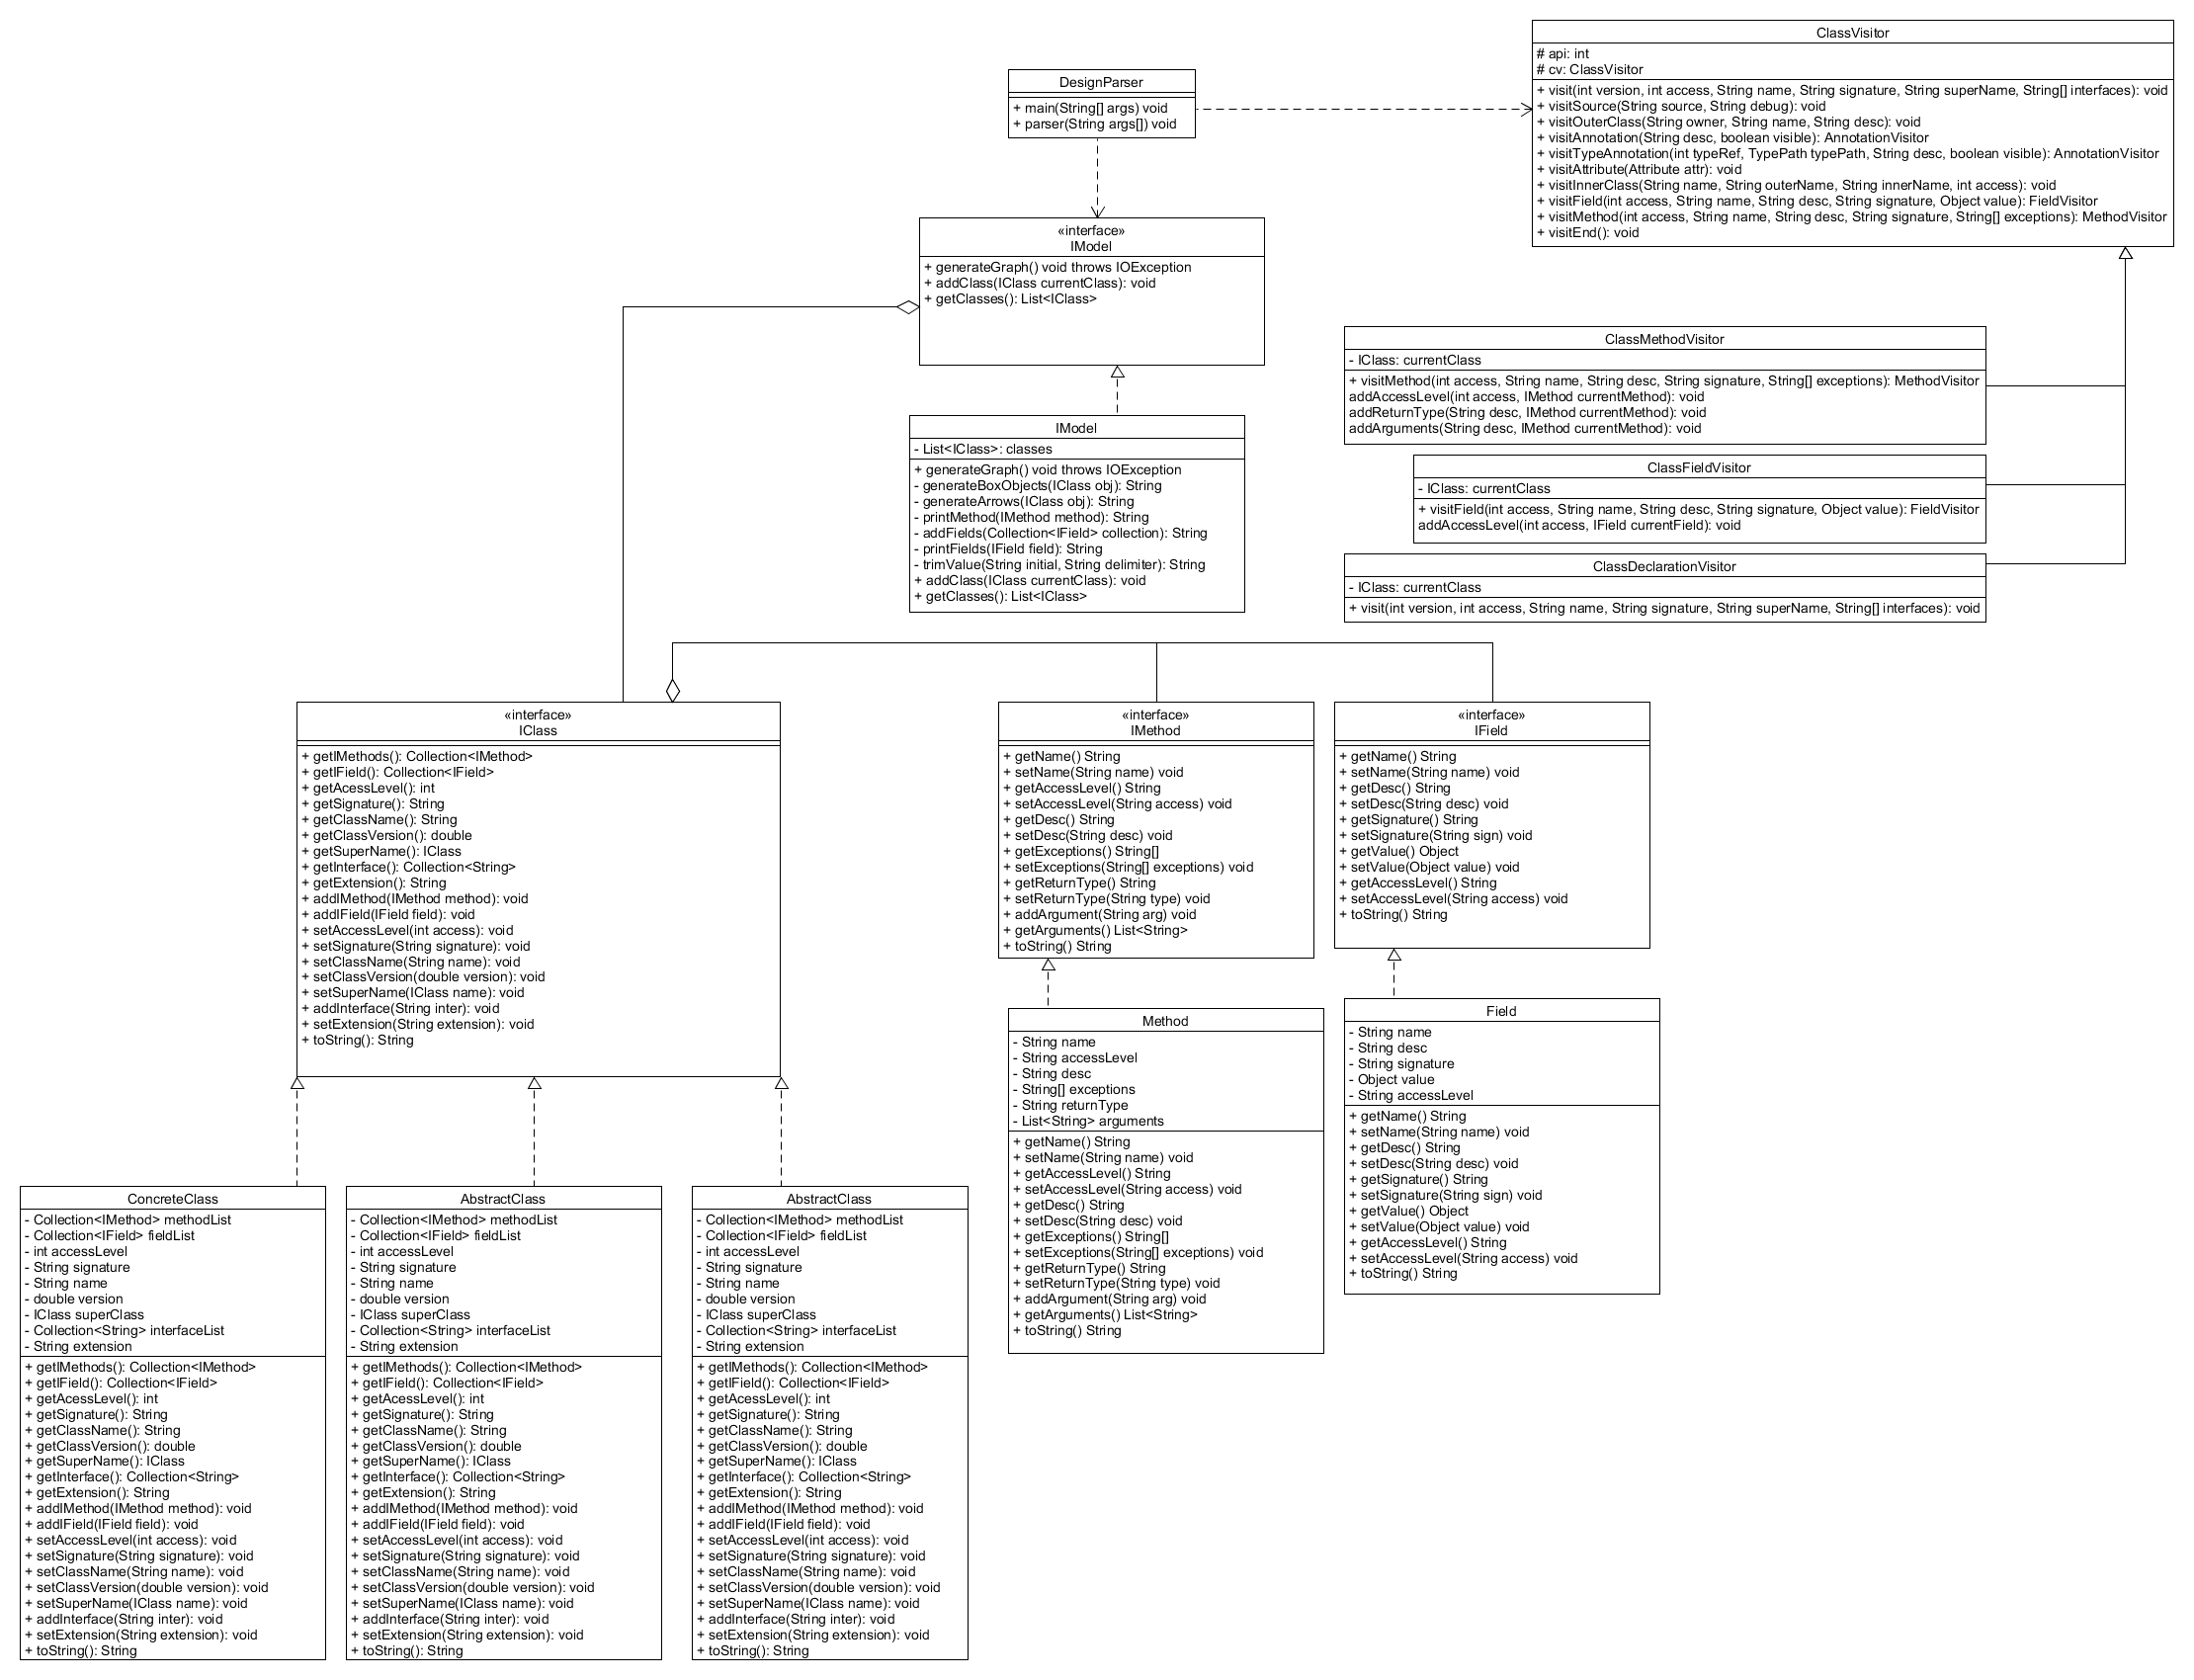 ClassVisitor
# api: int
# cv: ClassVisitor
+ visit(int version, int access, String name, String signature, String superName, String[] interfaces): void
+ visitSource(String source, String debug): void
+ visitOuterClass(String owner, String name, String desc): void
+ visitAnnotation(String desc, boolean visible): AnnotationVisitor
+ visitTypeAnnotation(int typeRef, TypePath typePath, String desc, boolean visible): AnnotationVisitor
+ visitAttribute(Attribute attr): void
+ visitInnerClass(String name, String outerName, String innerName, int access): void
+ visitField(int access, String name, String desc, String signature, Object value): FieldVisitor
+ visitMethod(int access, String name, String desc, String signature, String[] exceptions): MethodVisitor
+ visitEnd(): void
DesignParser
+ main(String[] args) void
+ parser(String args[]) void
«interface»
IModel
+ generateGraph() void throws IOException
+ addClass(IClass currentClass): void
+ getClasses(): List<IClass>
ClassMethodVisitor
- IClass: currentClass
+ visitMethod(int access, String name, String desc, String signature, String[] exceptions): MethodVisitor
addAccessLevel(int access, IMethod currentMethod): void
addReturnType(String desc, IMethod currentMethod): void
addArguments(String desc, IMethod currentMethod): void
IModel
- List<IClass>: classes
+ generateGraph() void throws IOException
- generateBoxObjects(IClass obj): String
- generateArrows(IClass obj): String
- printMethod(IMethod method): String
- addFields(Collection<IField> collection): String
- printFields(IField field): String
- trimValue(String initial, String delimiter): String
+ addClass(IClass currentClass): void
+ getClasses(): List<IClass>
ClassFieldVisitor
- IClass: currentClass
+ visitField(int access, String name, String desc, String signature, Object value): FieldVisitor
addAccessLevel(int access, IField currentField): void
ClassDeclarationVisitor
- IClass: currentClass
+ visit(int version, int access, String name, String signature, String superName, String[] interfaces): void
«interface»
IClass
+ getIMethods(): Collection<IMethod>
+ getIField(): Collection<IField>
+ getAcessLevel(): int
+ getSignature(): String
+ getClassName(): String
+ getClassVersion(): double
+ getSuperName(): IClass
+ getInterface(): Collection<String>
+ getExtension(): String
+ addIMethod(IMethod method): void
+ addIField(IField field): void
+ setAccessLevel(int access): void
+ setSignature(String signature): void
+ setClassName(String name): void
+ setClassVersion(double version): void
+ setSuperName(IClass name): void
+ addInterface(String inter): void
+ setExtension(String extension): void
+ toString(): String
«interface»
IMethod
+ getName() String
+ setName(String name) void
+ getAccessLevel() String
+ setAccessLevel(String access) void
+ getDesc() String
+ setDesc(String desc) void
+ getExceptions() String[]
+ setExceptions(String[] exceptions) void
+ getReturnType() String
+ setReturnType(String type) void
+ addArgument(String arg) void
+ getArguments() List<String>
+ toString() String
«interface»
IField
+ getName() String
+ setName(String name) void
+ getDesc() String
+ setDesc(String desc) void
+ getSignature() String
+ setSignature(String sign) void
+ getValue() Object
+ setValue(Object value) void
+ getAccessLevel() String
+ setAccessLevel(String access) void
+ toString() String
Method
- String name
- String accessLevel
- String desc
- String[] exceptions
- String returnType
- List<String> arguments
+ getName() String
+ setName(String name) void
+ getAccessLevel() String
+ setAccessLevel(String access) void
+ getDesc() String
+ setDesc(String desc) void
+ getExceptions() String[]
+ setExceptions(String[] exceptions) void
+ getReturnType() String
+ setReturnType(String type) void
+ addArgument(String arg) void
+ getArguments() List<String>
+ toString() String
Field
- String name
- String desc
- String signature
- Object value
- String accessLevel
+ getName() String
+ setName(String name) void
+ getDesc() String
+ setDesc(String desc) void
+ getSignature() String
+ setSignature(String sign) void
+ getValue() Object
+ setValue(Object value) void
+ getAccessLevel() String
+ setAccessLevel(String access) void
+ toString() String
ConcreteClass
- Collection<IMethod> methodList
- Collection<IField> fieldList
- int accessLevel
- String signature
- String name
- double version
- IClass superClass
- Collection<String> interfaceList
- String extension
+ getIMethods(): Collection<IMethod>
+ getIField(): Collection<IField>
+ getAcessLevel(): int
+ getSignature(): String
+ getClassName(): String
+ getClassVersion(): double
+ getSuperName(): IClass
+ getInterface(): Collection<String>
+ getExtension(): String
+ addIMethod(IMethod method): void
+ addIField(IField field): void
+ setAccessLevel(int access): void
+ setSignature(String signature): void
+ setClassName(String name): void
+ setClassVersion(double version): void
+ setSuperName(IClass name): void
+ addInterface(String inter): void
+ setExtension(String extension): void
+ toString(): String
AbstractClass
- Collection<IMethod> methodList
- Collection<IField> fieldList
- int accessLevel
- String signature
- String name
- double version
- IClass superClass
- Collection<String> interfaceList
- String extension
+ getIMethods(): Collection<IMethod>
+ getIField(): Collection<IField>
+ getAcessLevel(): int
+ getSignature(): String
+ getClassName(): String
+ getClassVersion(): double
+ getSuperName(): IClass
+ getInterface(): Collection<String>
+ getExtension(): String
+ addIMethod(IMethod method): void
+ addIField(IField field): void
+ setAccessLevel(int access): void
+ setSignature(String signature): void
+ setClassName(String name): void
+ setClassVersion(double version): void
+ setSuperName(IClass name): void
+ addInterface(String inter): void
+ setExtension(String extension): void
+ toString(): String
AbstractClass
- Collection<IMethod> methodList
- Collection<IField> fieldList
- int accessLevel
- String signature
- String name
- double version
- IClass superClass
- Collection<String> interfaceList
- String extension
+ getIMethods(): Collection<IMethod>
+ getIField(): Collection<IField>
+ getAcessLevel(): int
+ getSignature(): String
+ getClassName(): String
+ getClassVersion(): double
+ getSuperName(): IClass
+ getInterface(): Collection<String>
+ getExtension(): String
+ addIMethod(IMethod method): void
+ addIField(IField field): void
+ setAccessLevel(int access): void
+ setSignature(String signature): void
+ setClassName(String name): void
+ setClassVersion(double version): void
+ setSuperName(IClass name): void
+ addInterface(String inter): void
+ setExtension(String extension): void
+ toString(): String